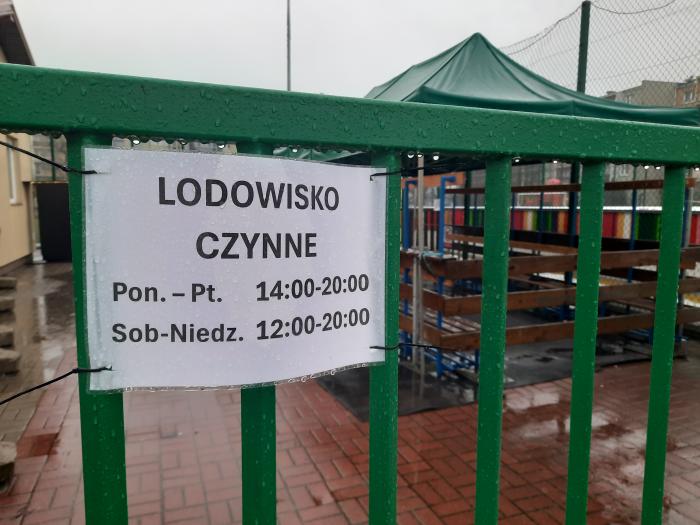 LODOWISKO
CZYNNE
Pon. – Pt. 14:00-20:00
Sob-Niedz. 12:00-20:00